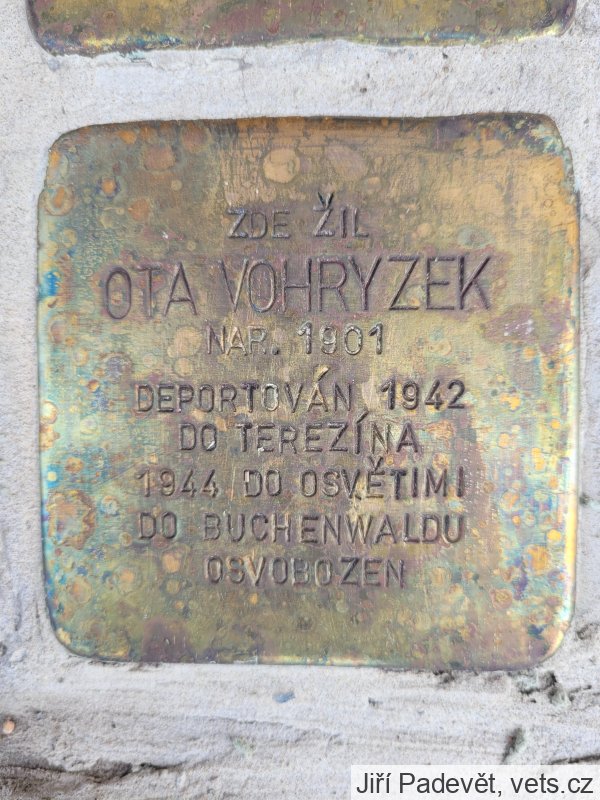 ZDE ŽIL
OTA VOHRYZEK
NAR. 1901
DEPORTOVÁN 1942
DO TEREZÍNA
1944 DO OSVĚTIMI
DO BUCHENWALDU
OSVOBOZEN
Jiří Padevět, vets.cz